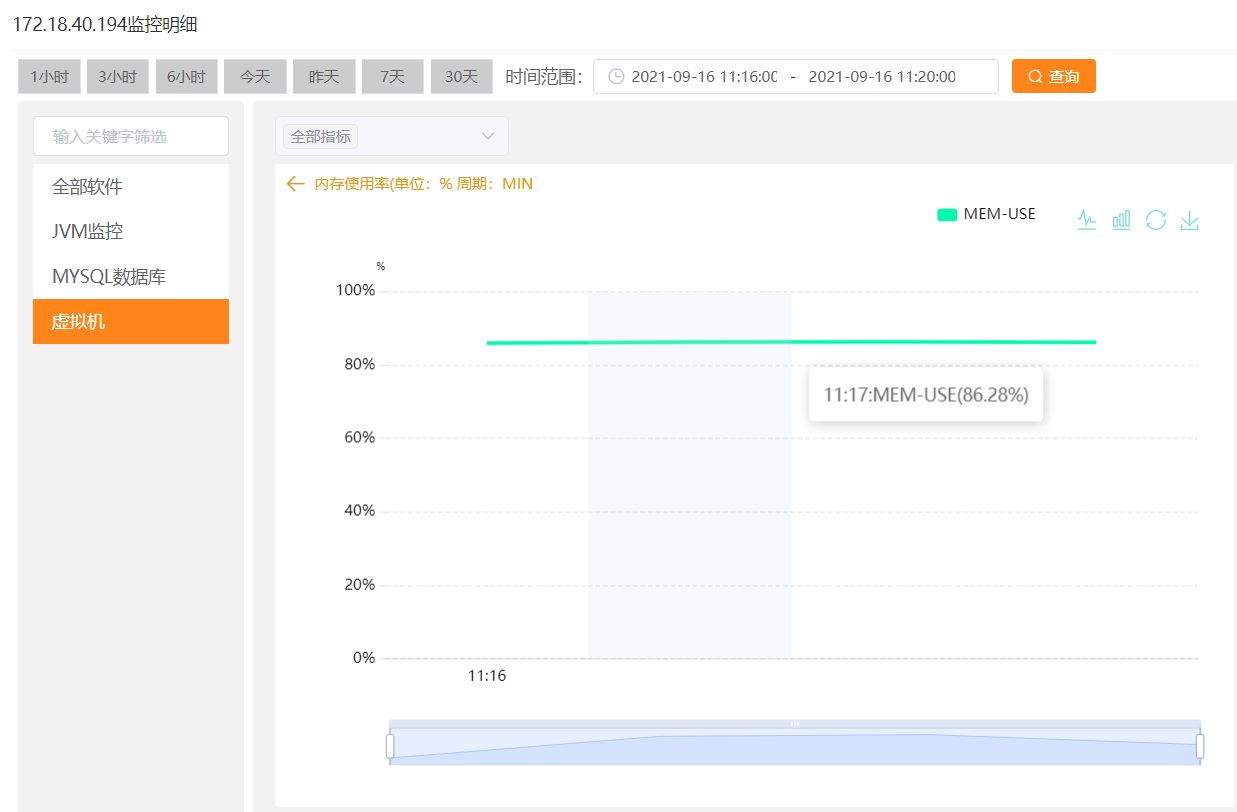 172.18.40.194监控明细
1小时 3小时 6小时 今天 昨天 7天 30天 时间范围： 2021-09-16 11:16:00 - 2021-09-16 11:20:00 查询
输入关键字筛选
全部软件
JVM监控
MYSQL数据库
虚拟机
全部指标
内存使用率(单位：% 周期：MIN
MEM-USE
%
100%
80%
11:17:MEM-USE(86.28%)
60%
40%
20%
0%
11:16